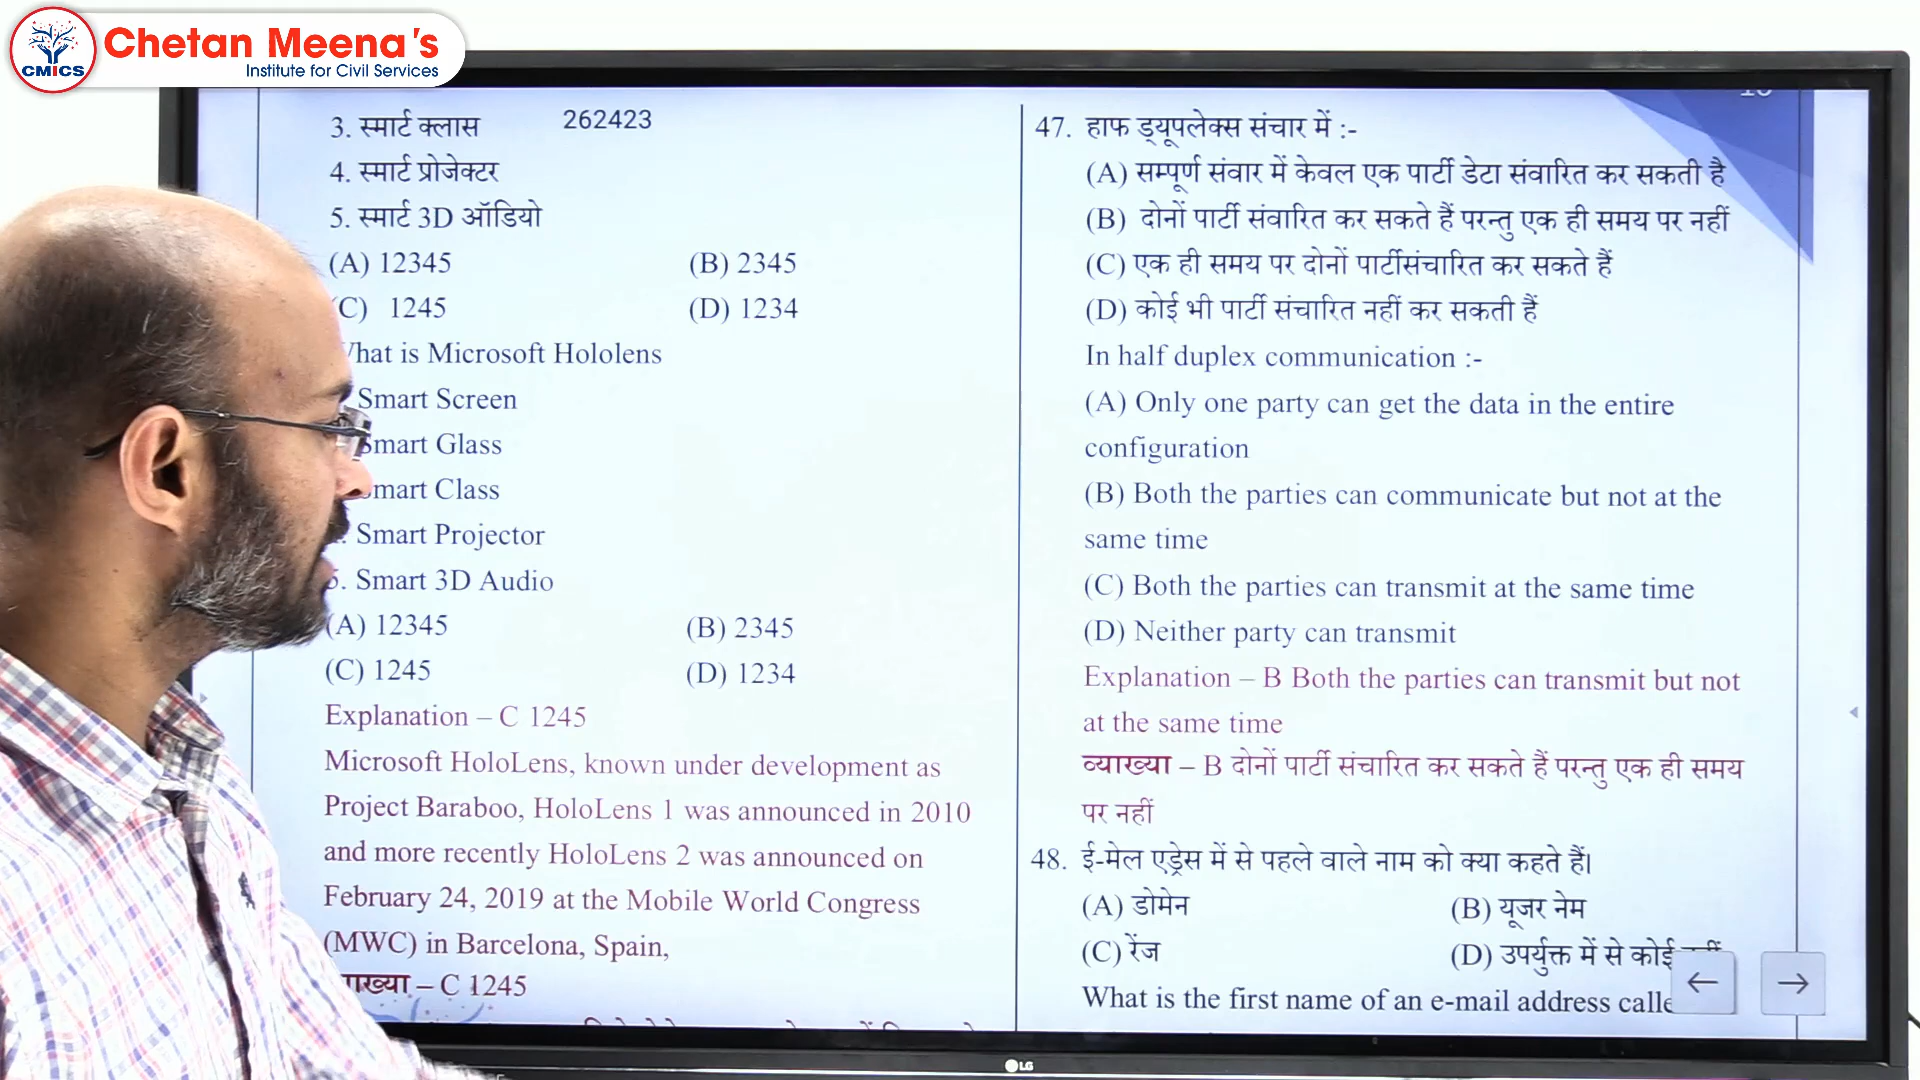 Chetan Meena's
Institute for Civil Services
CMICS
3. स्मार्ट क्लास
262423
4. स्मार्ट प्रोजेक्टर
5. स्मार्ट 3D ऑडियो
(A) 12345 (B) 2345
C) 1245 (D) 1234
hat is Microsoft Hololens
Smart Screen
Smart Glass
Smart Class
Smart Projector
5. Smart 3D Audio
(A) 12345 (B) 2345
(C) 1245 (D) 1234
Explanation – C 1245
Microsoft HoloLens, known under development as
Project Baraboo, HoloLens 1 was announced in 2010
and more recently HoloLens 2 was announced on
February 24, 2019 at the Mobile World Congress
(MWC) in Barcelona, Spain,
– C 1245
47. हाफ ड्यूपलेक्स संचार में :-
(A) सम्पूर्ण संवार में केवल एक पार्टी डेटा संवारित कर सकती है
(B) दोनों पार्टी संवारित कर सकते हैं परन्तु एक ही समय पर नहीं
(C) एक ही समय पर दोनों पार्टीसंचारित कर सकते हैं
(D) कोई भी पार्टी संचारित नहीं कर सकती हैं
In half duplex communication :-
(A) Only one party can get the data in the entire
configuration
(B) Both the parties can communicate but not at the
same time
(C) Both the parties can transmit at the same time
(D) Neither party can transmit
Explanation – B Both the parties can transmit but not
at the same time
व्याख्या – B दोनों पार्टी संचारित कर सकते हैं परन्तु एक ही समय
पर नहीं
48. ई-मेल एड्रेस में से पहले वाले नाम को क्या कहते हैं।
(A) डोमेन (B) यूजर नेम
(C) रेंज (D) उपर्युक्त में से कोई
What is the first name of an e-mail address calle
LG